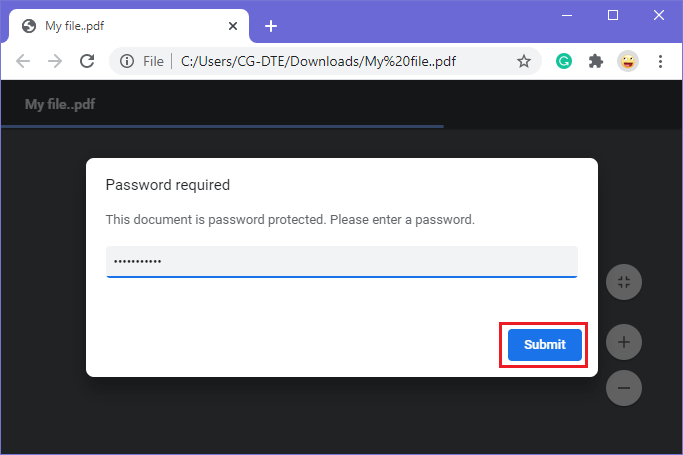 My file..pdf
File | C:/Users/CG-DTE/Downloads/My%20file..pdf
My file..pdf
Password required
This document is password protected. Please enter a password.
•••••••••••
Submit